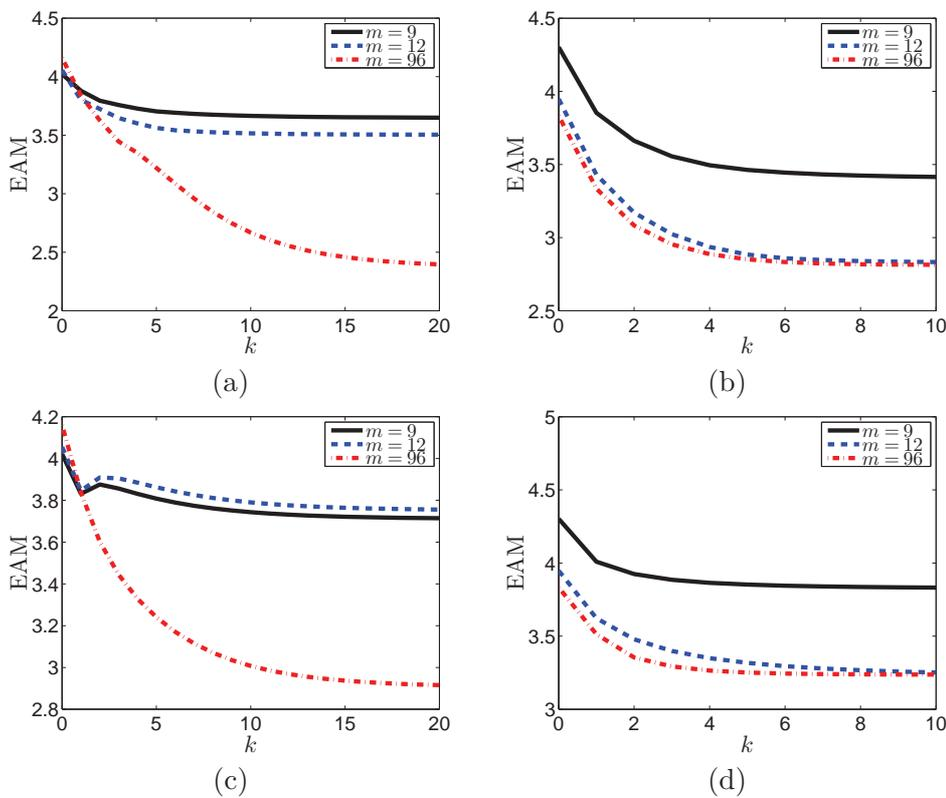 4.5
4
3.5
3
2.5
2
EAM
0 5 10 15 20
k
m = 9
m = 12
m = 96
(a)
4.5
4
3.5
3
2.5
EAM
0 2 4 6 8 10
k
m = 9
m = 12
m = 96
(b)
4.2
4
3.8
3.6
3.4
3.2
3
2.8
EAM
0 5 10 15 20
k
m = 9
m = 12
m = 96
(c)
5
4.5
4
3.5
3
EAM
0 2 4 6 8 10
k
m = 9
m = 12
m = 96
(d)